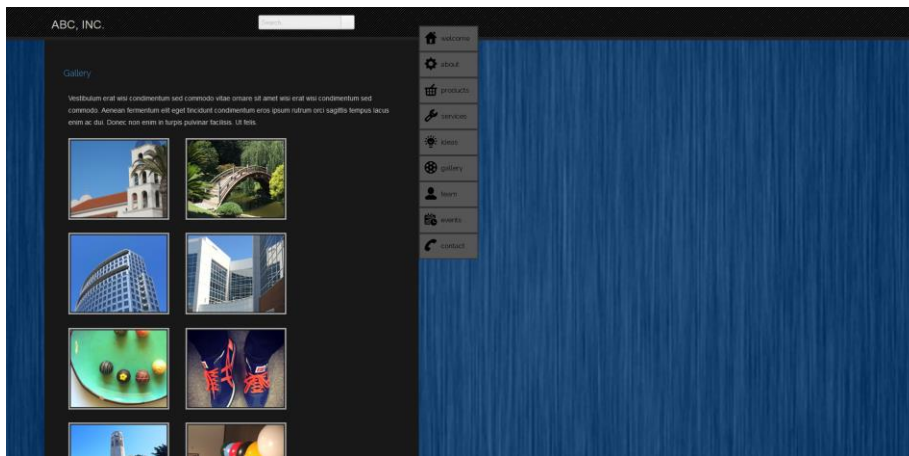 ABC, INC.
Search
welcome
about
products
services
ideas
gallery
team
events
contact
Gallery
Vestibulum erat wisi condimentum sed commodo vitae ornare sit amet wisi erat wisi condimentum sed
commodo. Aenean fermentum elit eget tincidunt condimentum eros ipsum rutrum orci sagittis tempus lacus
enim ac dui. Donec non enim in turpis pulvinar facilisis. Ut felis.